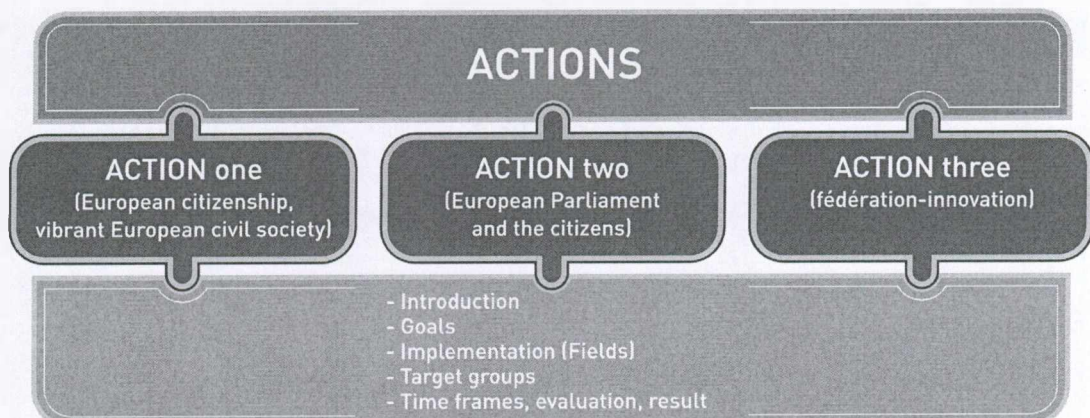 ACTIONS
ACTION one
(European citizenship,
vibrant European civil society)
ACTION two
(European Parliament
and the citizens)
ACTION three
(fédération-innovation)
- Introduction
- Goals
- Implementation (Fields)
- Target groups
- Time frames, evaluation, result